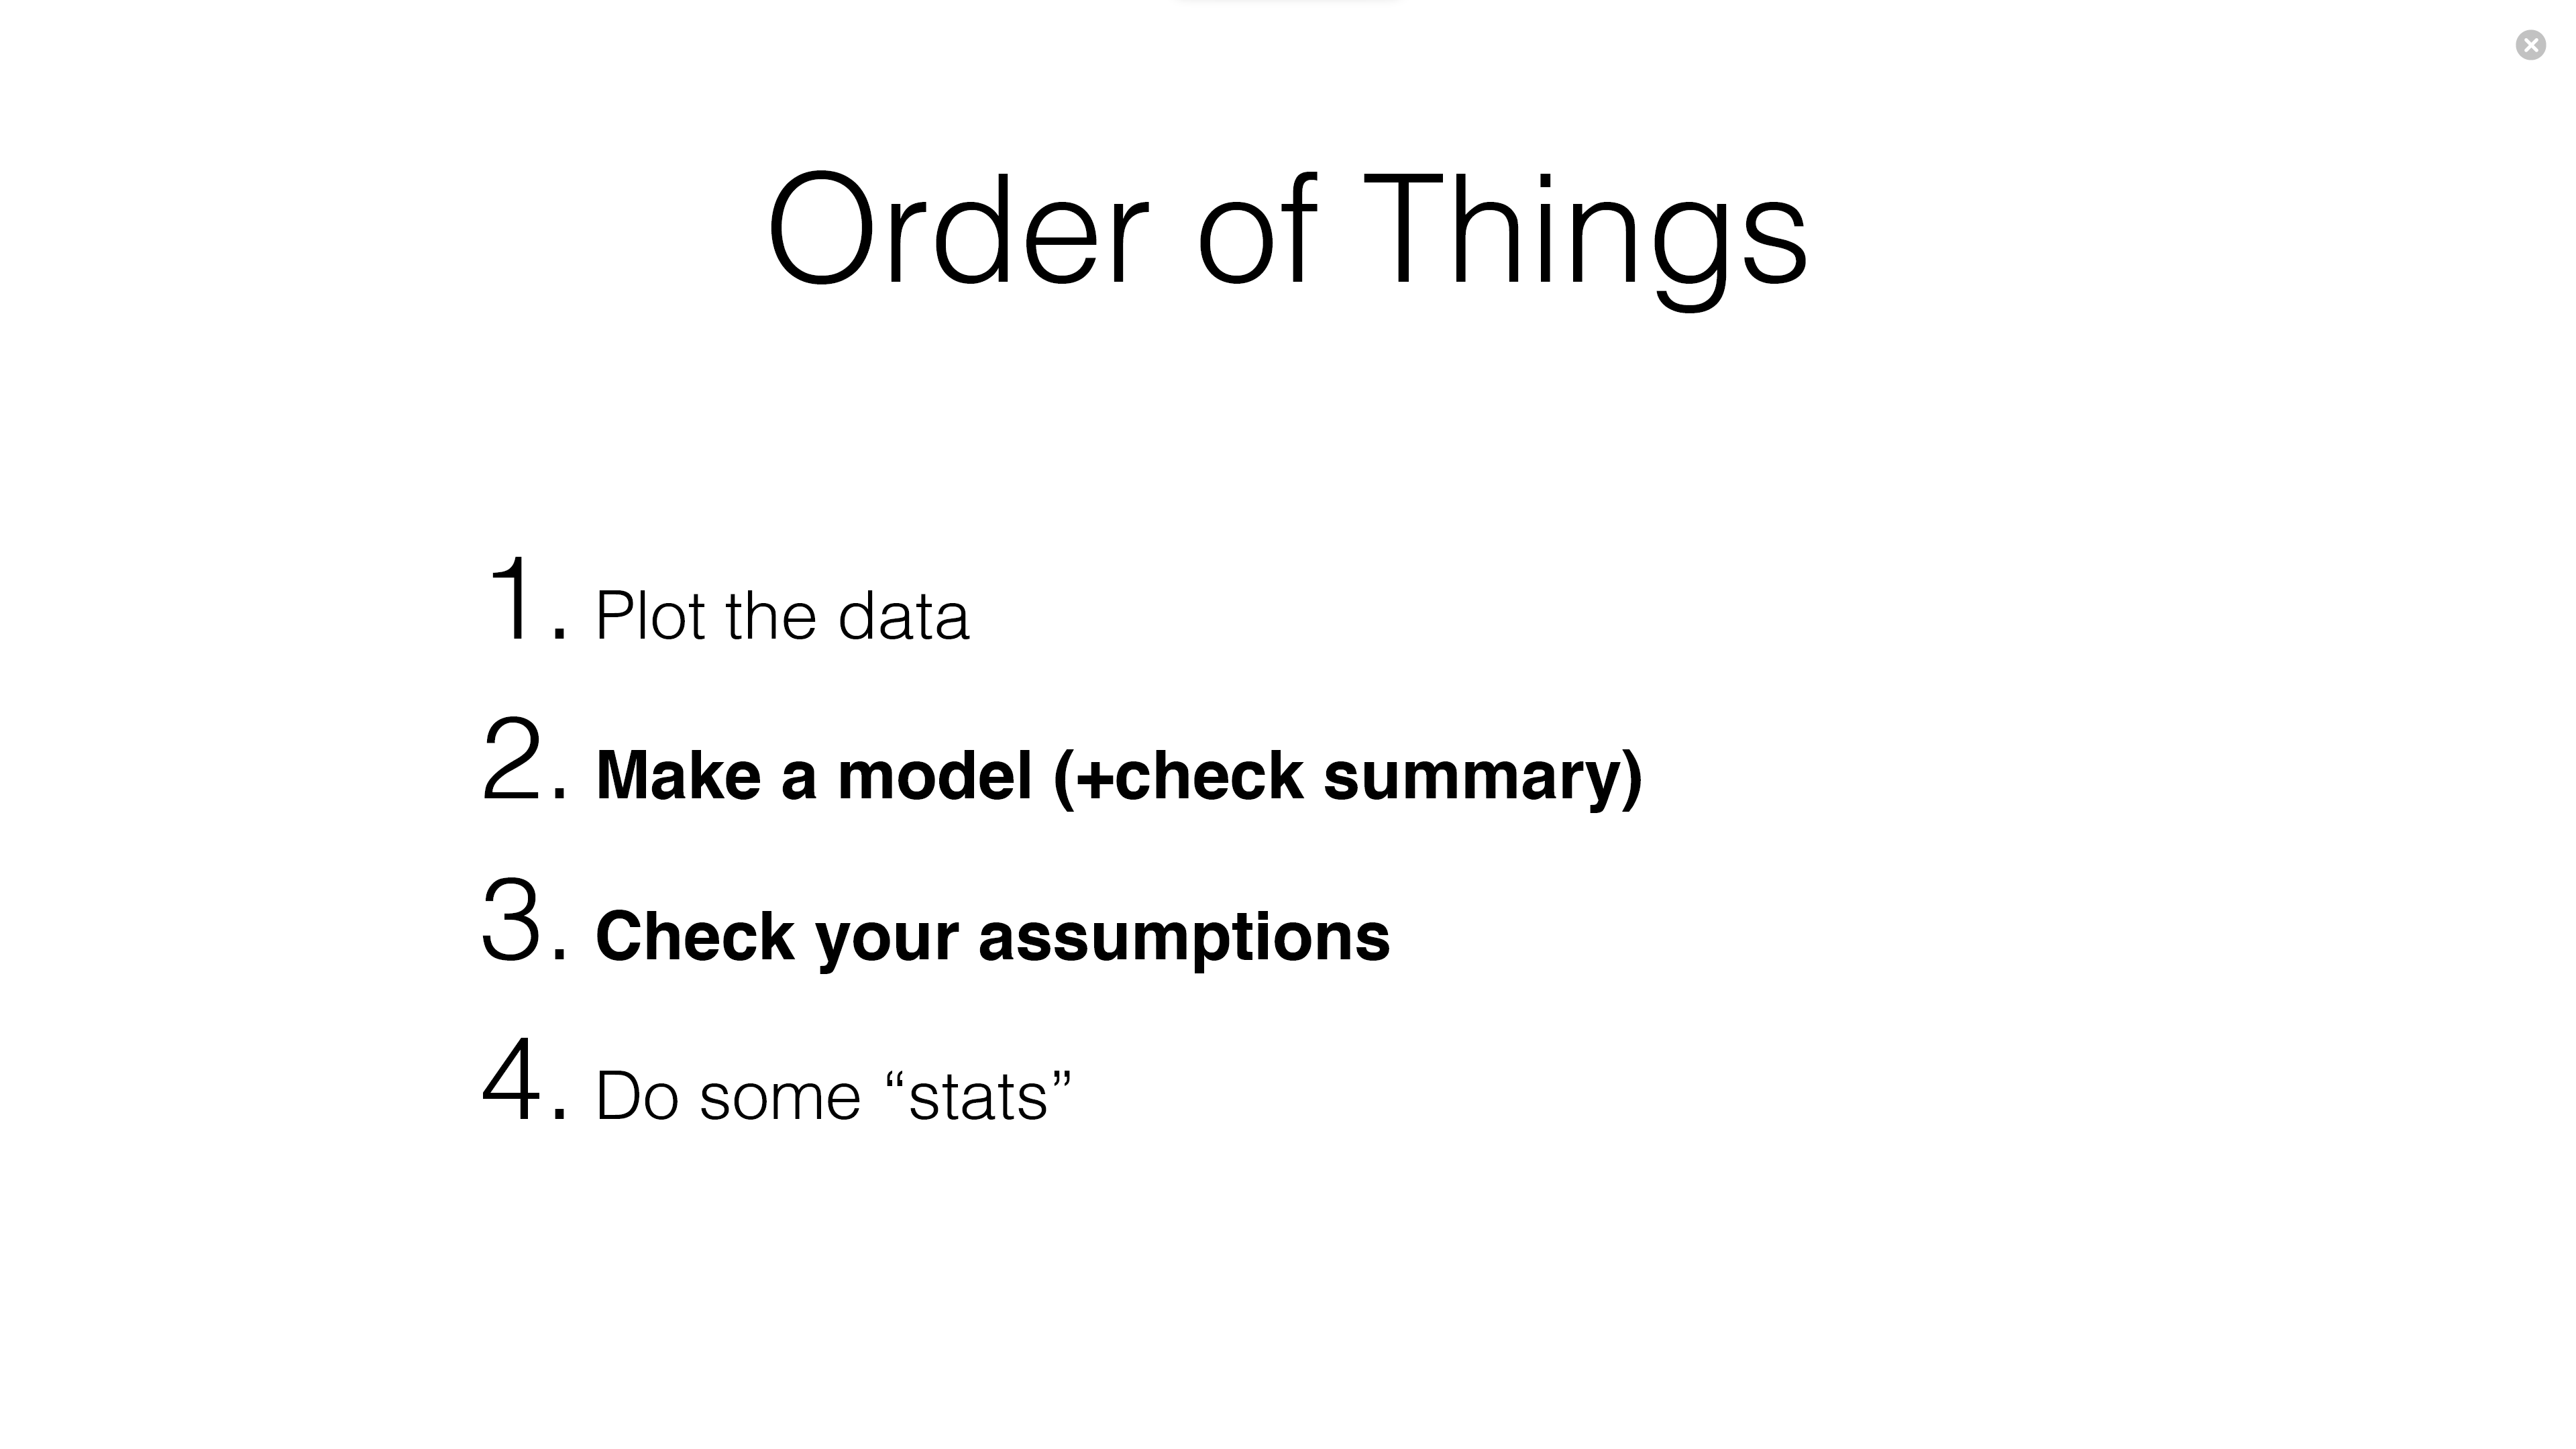 Order of Things
1. Plot the data
2. Make a model (+check summary)
3. Check your assumptions
4. Do some “stats”